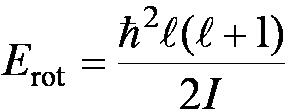 E_rot = ℏ²ℓ(ℓ + 1) / 2I